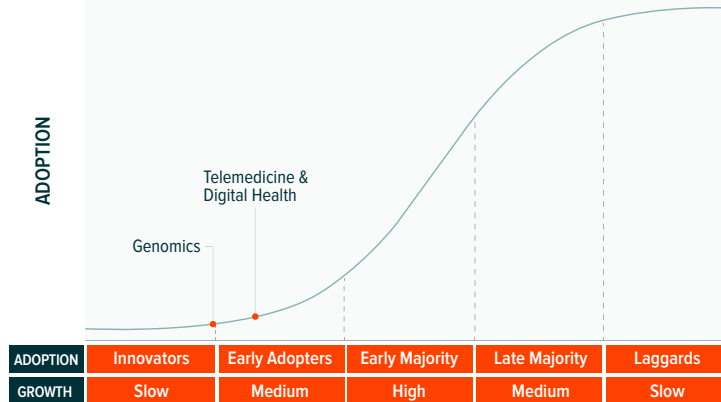 ADOPTION
Telemedicine &
Digital Health
Genomics
ADOPTION Innovators Early Adopters Early Majority Late Majority Laggards
GROWTH Slow Medium High Medium Slow